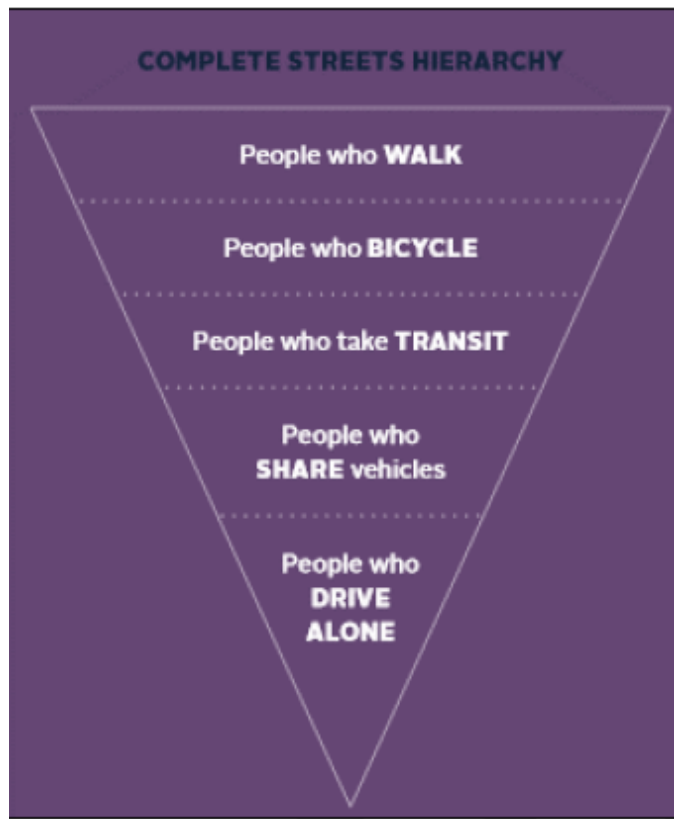 COMPLETE STREETS HIERARCHY
People who WALK
People who BICYCLE
People who take TRANSIT
People who
SHARE vehicles
People who
DRIVE
ALONE